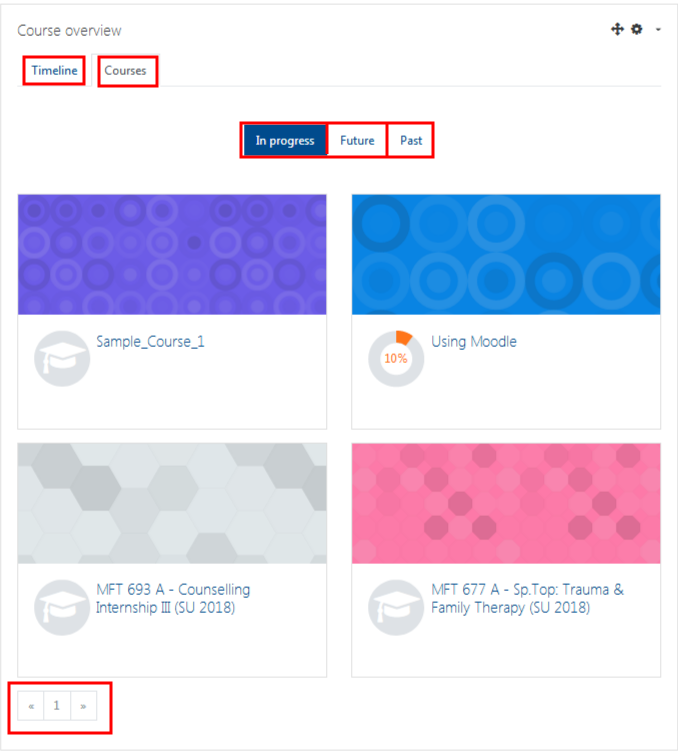 Course overview
Timeline Courses
In progress Future Past
Sample_Course_1
Using Moodle
10%
MFT 693 A - Counselling
Internship III (SU 2018)
MFT 677 A - Sp.Top: Trauma &
Family Therapy (SU 2018)
« 1 »